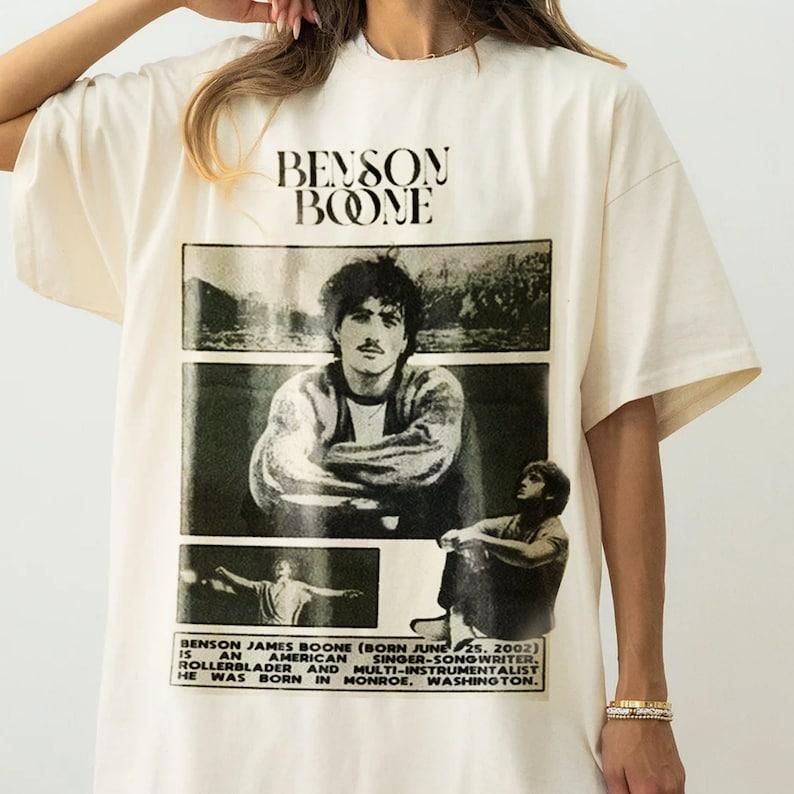 BENSON
BOONE
BENSON JAMES BOONE (BORN JUNE 25, 2002)
IS AN AMERICAN SINGER-SONGWRITER,
ROLLERBLADER AND MULTI-INSTRUMENTALIST
HE WAS BORN IN MONROE, WASHINGTON.